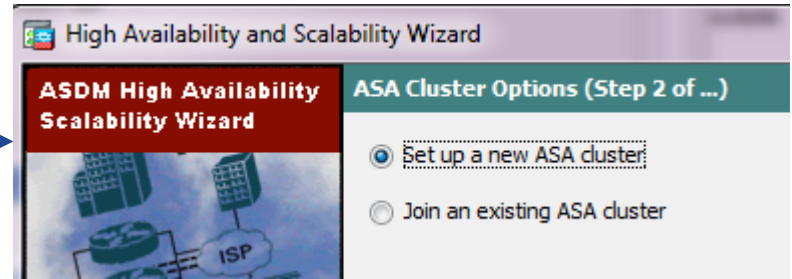 High Availability and Scalability Wizard
ASDM High Availability
Scalability Wizard
ASA Cluster Options (Step 2 of ...)
Set up a new ASA cluster
Join an existing ASA cluster
ISP